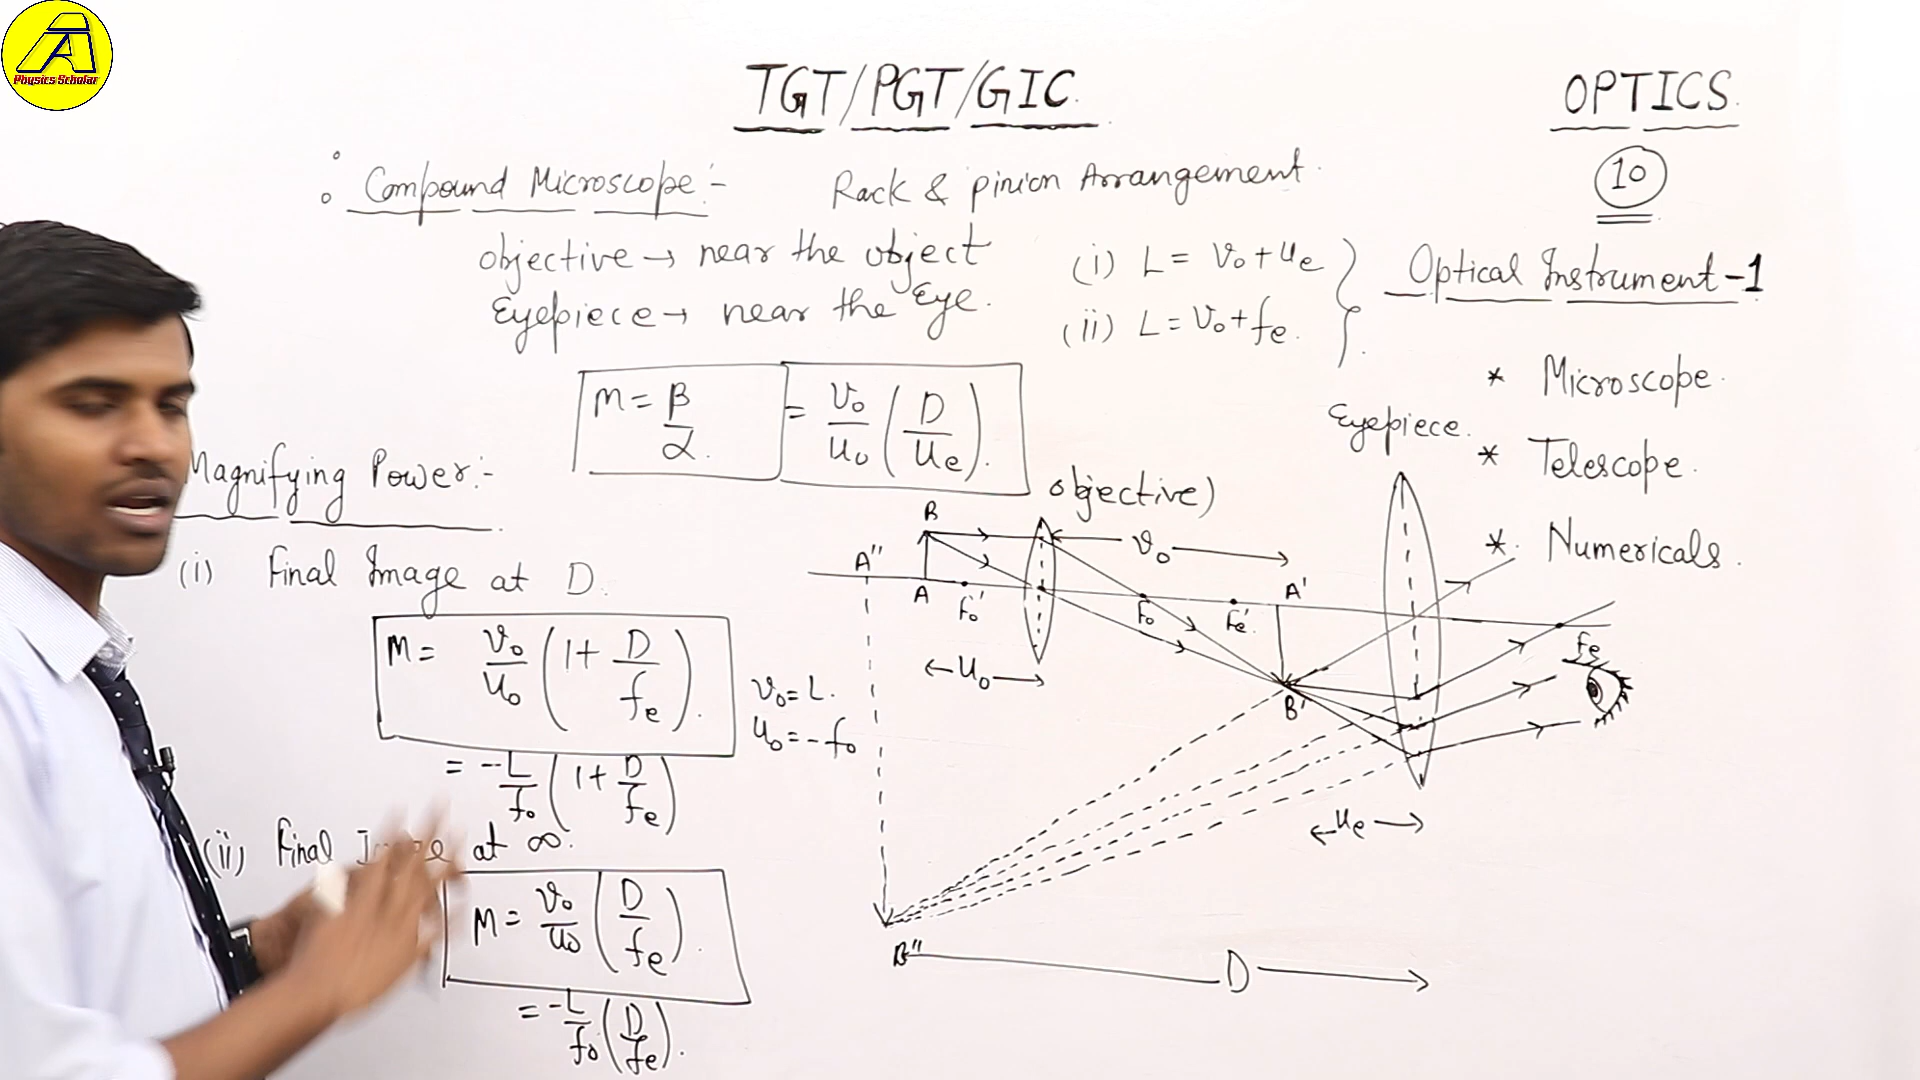 A
Physics Scholar
TGT/PGT/GIC.
OPTICS.
10
Compound Microscope:- Rack & pinion Arrangement.
objective → near the object
Eyepiece → near the Eye.
(i) L = v₀ + uₑ
(ii) L = v₀ + fₑ.
Optical Instrument-1
* Microscope.
* Telescope.
* Numericals.
M = β/α. = v₀/u₀ (D/uₑ).
Magnifying Power:-
(i) Final Image at D.
M = v₀/u₀ (1 + D/fₑ).
= -L/f₀ (1 + D/fₑ)
v₀ = L.
u₀ = -f₀
(ii) Final Image at ∞.
M = v₀/u₀ (D/fₑ).
= -L/f₀ (D/fₑ).
Eyepiece.
objective)
B
v₀
A''
A
F₀'
F₀
Fₑ'
A'
fₑ
u₀
B'
uₑ
B''
D